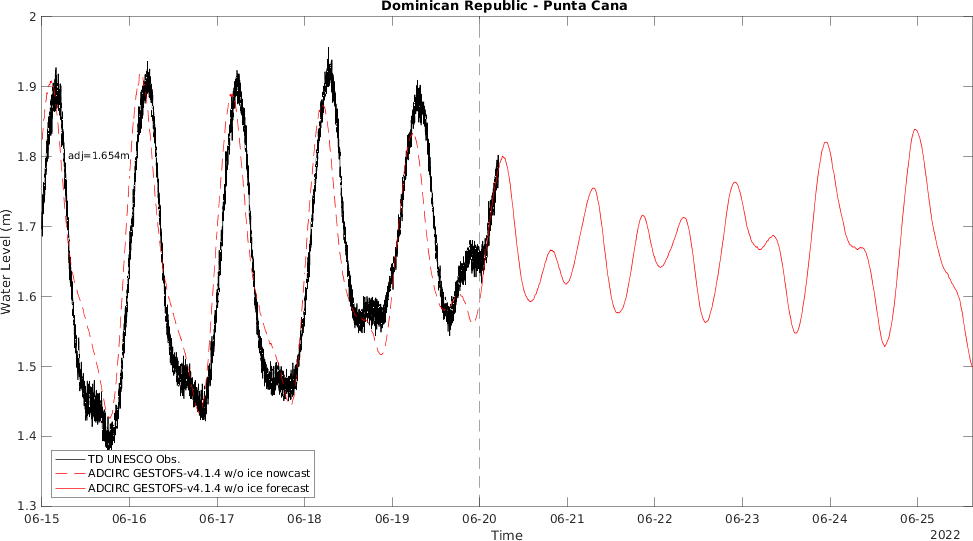 Dominican Republic - Punta Cana
2
1.9
1.8
1.7
1.6
1.5
1.4
1.3
Water Level (m)
adj=1.654m
TD UNESCO Obs.
ADCIRC GESTOFS-v4.1.4 w/o ice nowcast
ADCIRC GESTOFS-v4.1.4 w/o ice forecast
06-15 06-16 06-17 06-18 06-19 06-20 06-21 06-22 06-23 06-24 06-25
Time
2022